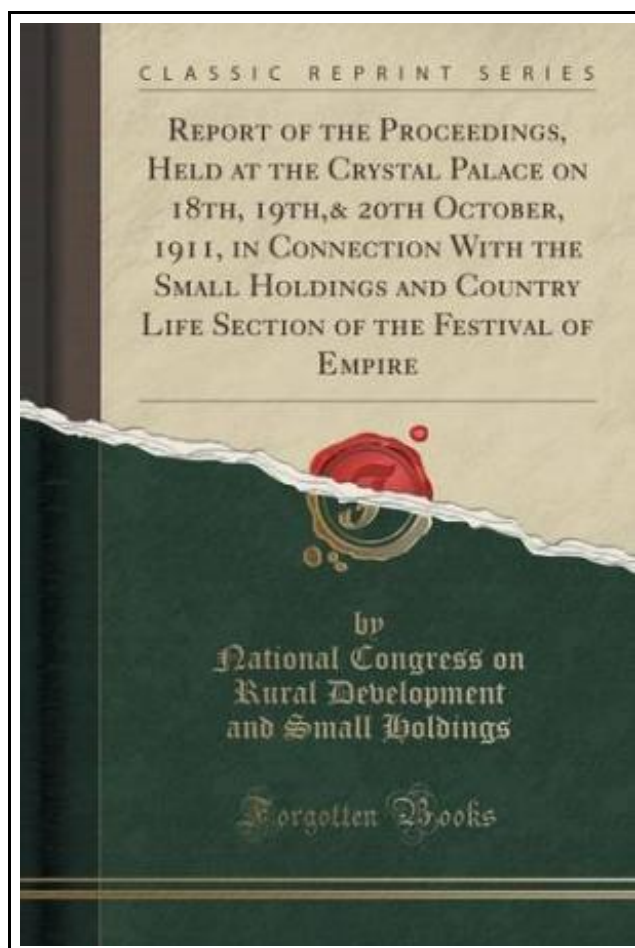 CLASSIC REPRINT SERIES
REPORT OF THE PROCEEDINGS,
HELD AT THE CRYSTAL PALACE ON
18TH, 19TH,& 20TH OCTOBER,
1911, IN CONNECTION WITH THE
SMALL HOLDINGS AND COUNTRY
LIFE SECTION OF THE FESTIVAL OF
EMPIRE
by
National Congress on
Rural Development
and Small Holdings
Forgotten Books